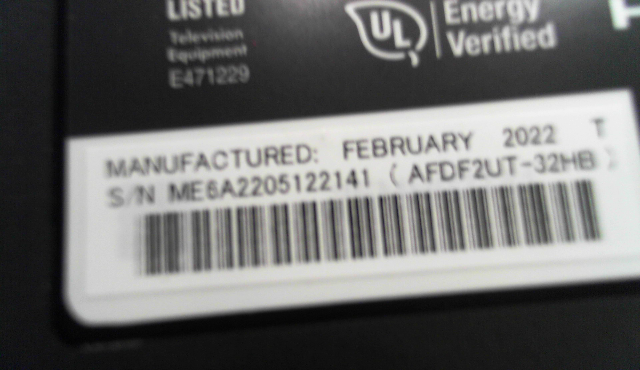 LISTED
Television
Equipment
E471229
UL
Energy
Verified
MANUFACTURED: FEBRUARY 2022 T
S/N ME6A2205122141 ( AFDF2UT-32HB )